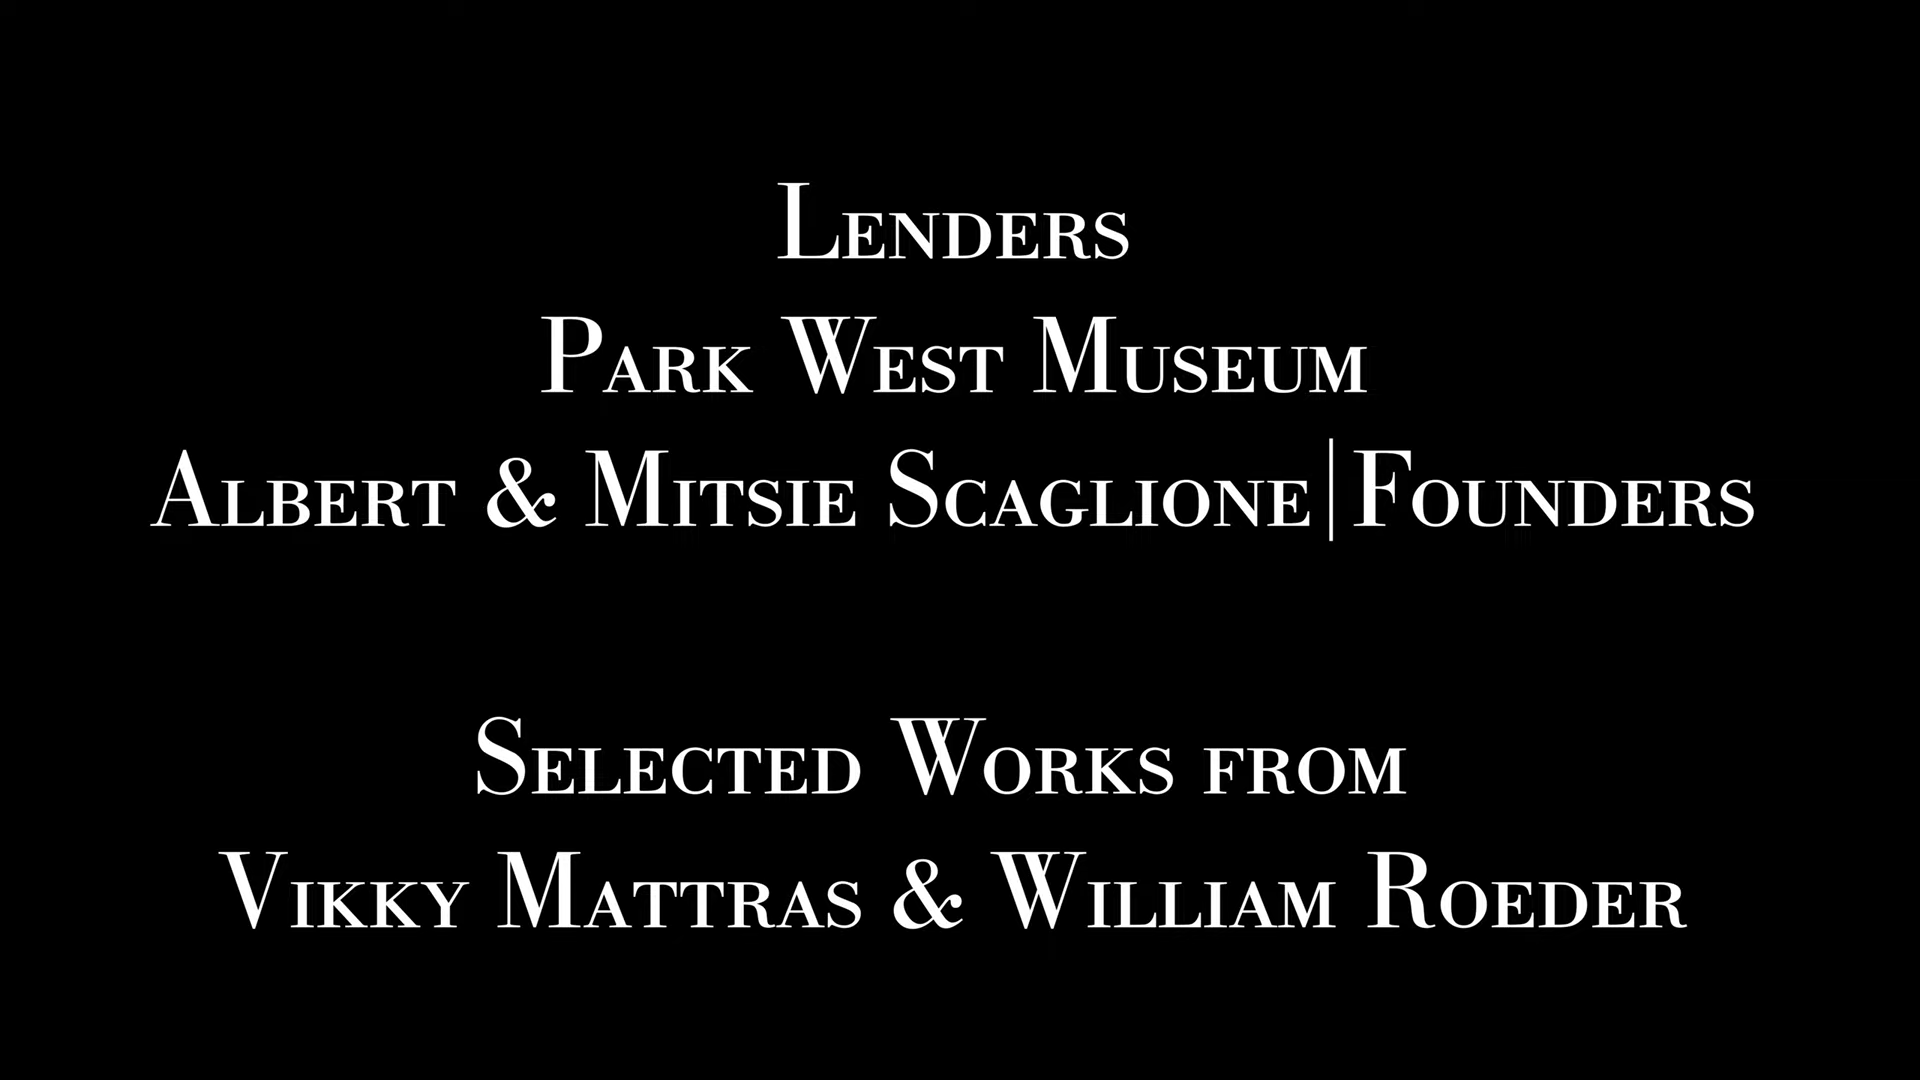 Lenders
Park West Museum
Albert & Mitsie Scaglione|Founders
Selected Works from
Vikky Mattras & William Roeder